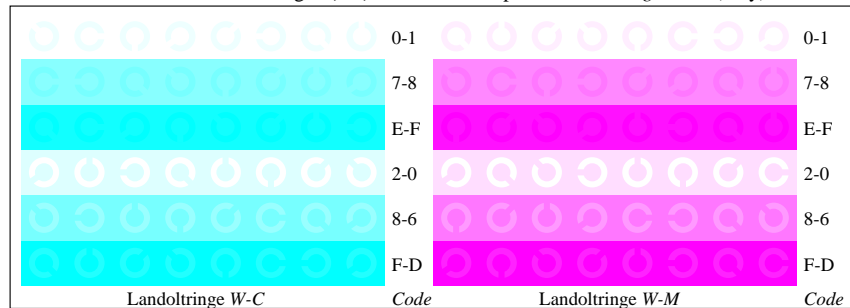 0-1 0-1
7-8 7-8
E-F E-F
2-0 2-0
8-6 8-6
F-D F-D
Landoltringe W-C Code Landoltringe W-M Code